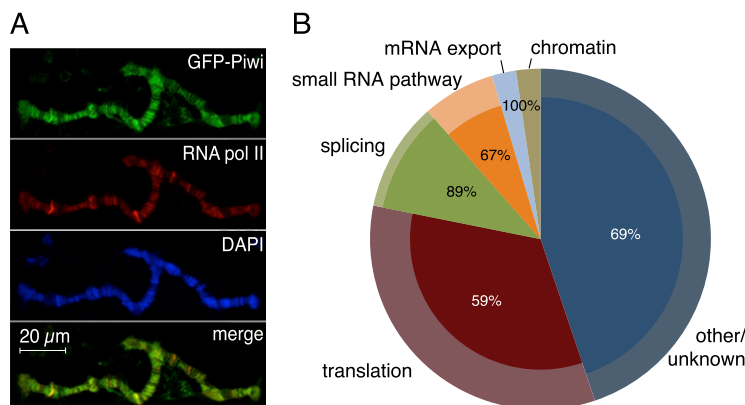 A
GFP-Piwi
RNA pol II
DAPI
merge
20 µm
B
mRNA export
chromatin
small RNA pathway
splicing
100%
67%
89%
69%
59%
other/
unknown
translation